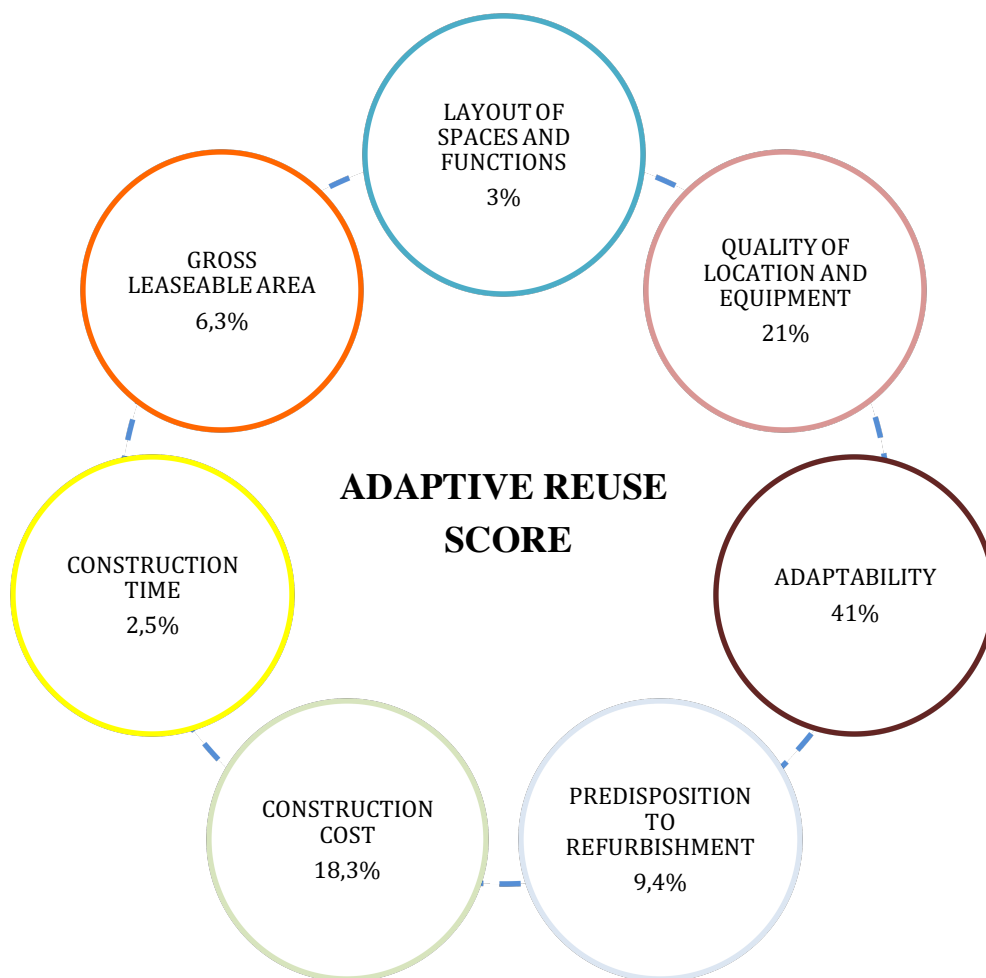 LAYOUT OF
SPACES AND
FUNCTIONS
3%
GROSS
LEASEABLE AREA
6,3%
QUALITY OF
LOCATION AND
EQUIPMENT
21%
ADAPTIVE REUSE
SCORE
CONSTRUCTION
TIME
2,5%
ADAPTABILITY
41%
CONSTRUCTION
COST
18,3%
PREDISPOSITION
TO
REFURBISHMENT
9,4%